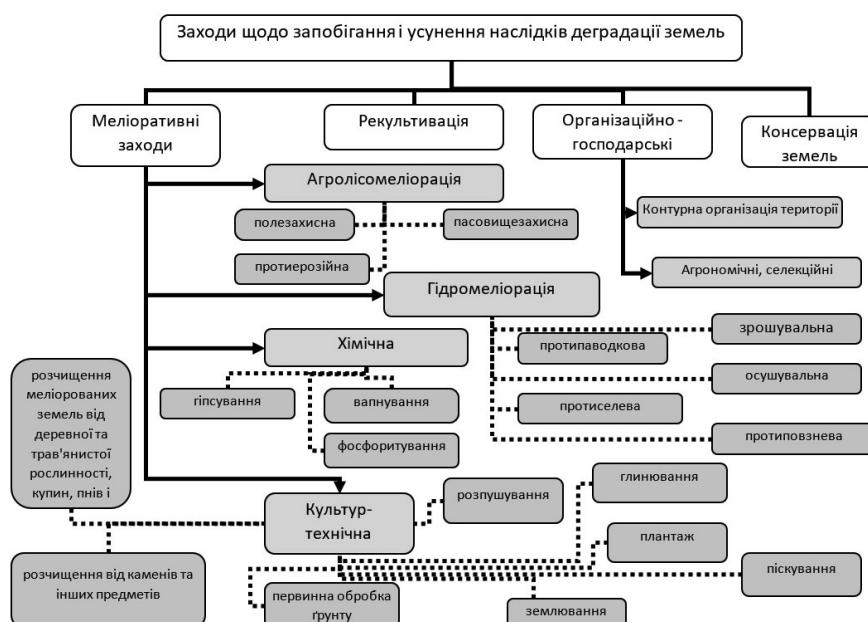 Заходи щодо запобігання і усунення наслідків деградації земель
Меліоративні
заходи
Рекультивація
Організаційно -
господарські
Консервація
земель
Агролісомеліорація
полезахисна
пасовищезахисна
протиерозійна
Контурна організація території
Агрономічні, селекційні
Гідромеліорація
зрошувальна
протипаводкова
осушувальна
протиселева
протиповзнева
Хімічна
гіпсування
вапнування
фосфоритування
розчищення
меліорованих
земель від
деревної та
трав'янистої
рослинності,
купин, пнів і
Культур-
технічна
розпушування
глинювання
плантаж
піскування
розчищення від каменів та
інших предметів
первинна обробка
ґрунту
землювання